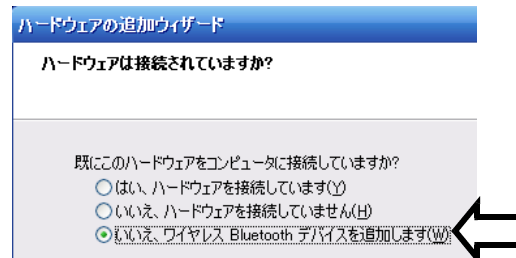 ハードウェアの追加ウィザード
ハードウェアは接続されていますか?
既にこのハードウェアをコンピュータに接続していますか?
はい、ハードウェアを接続しています(Y)
いいえ、ハードウェアを接続していません(H)
いいえ、ワイヤレス Bluetooth デバイスを追加します(W)